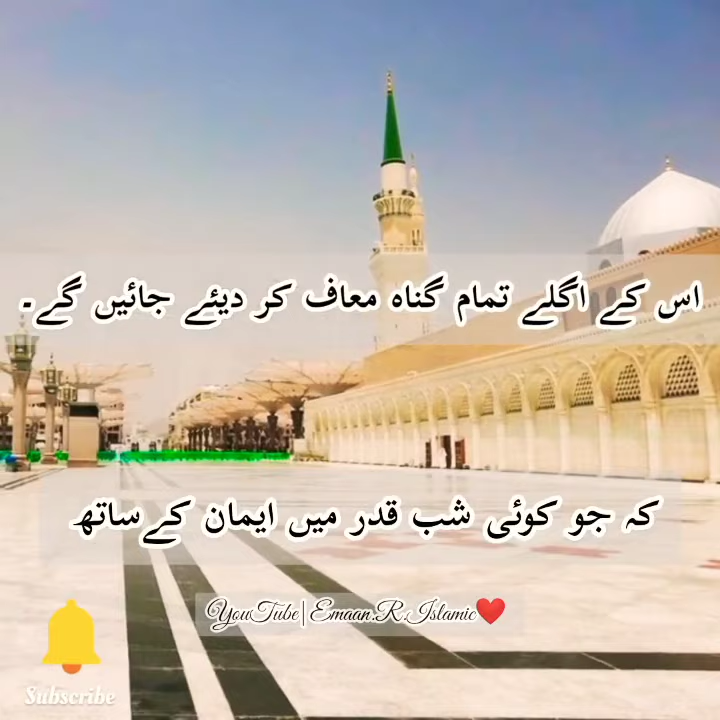 اس کے اگلے تمام گناہ معاف کر دیئے جائیں گے۔
کہ جو کوئی شب قدر میں ایمان کے ساتھ
YouTube|Emaan.R.Islamic❤️
Subscribe